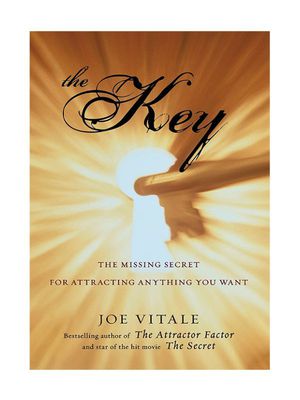 the
Key
THE MISSING SECRET
FOR ATTRACTING ANYTHING YOU WANT
JOE VITALE
Bestselling author of The Attractor Factor
and star of the hit movie The Secret